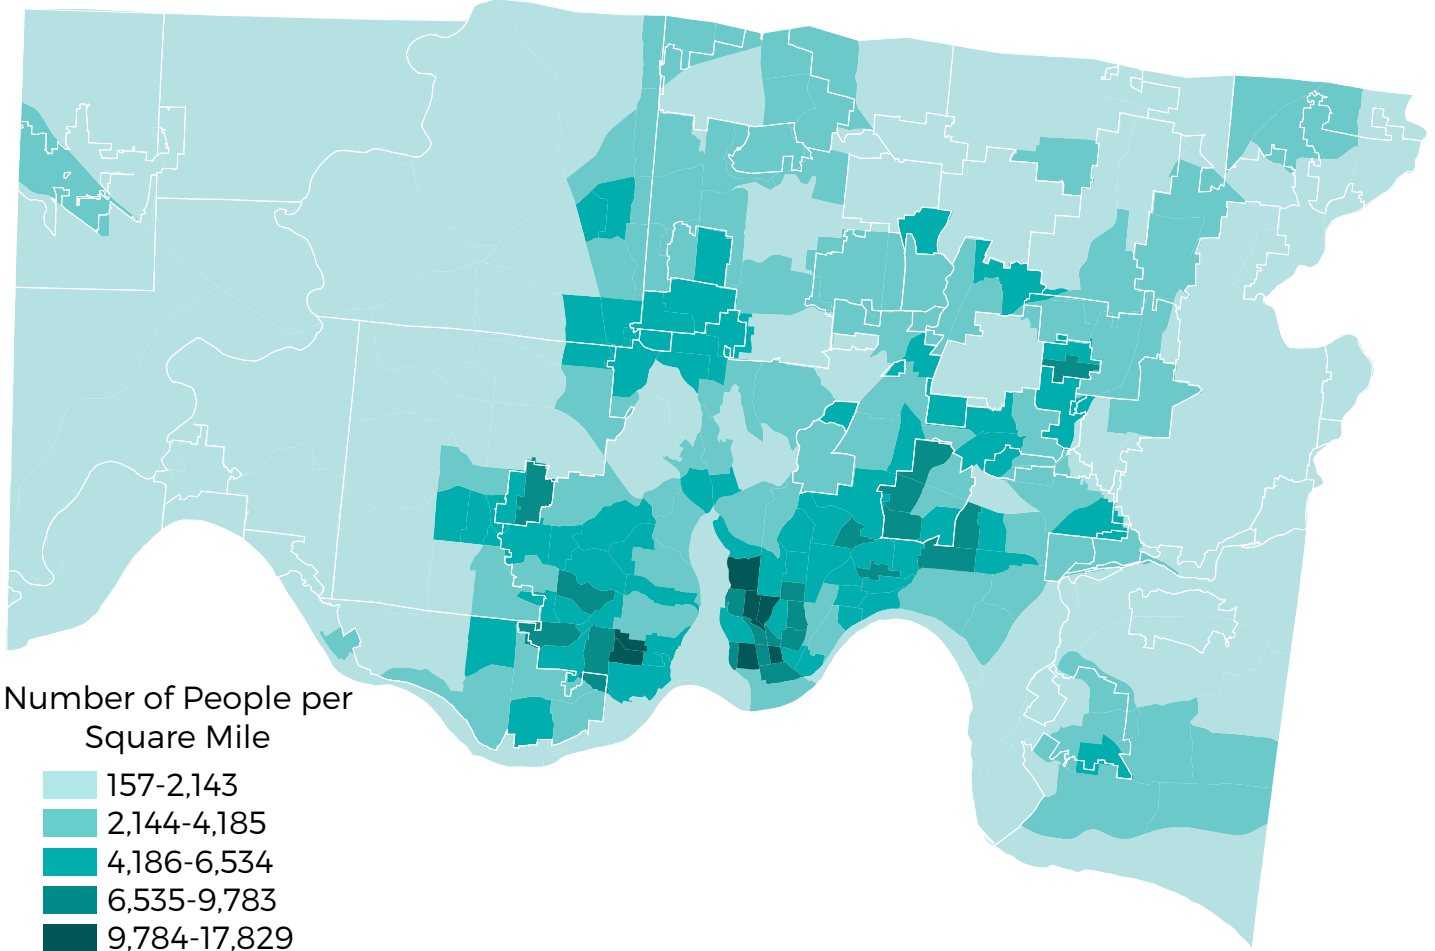 Number of People per
Square Mile
157-2,143
2,144-4,185
4,186-6,534
6,535-9,783
9,784-17,829